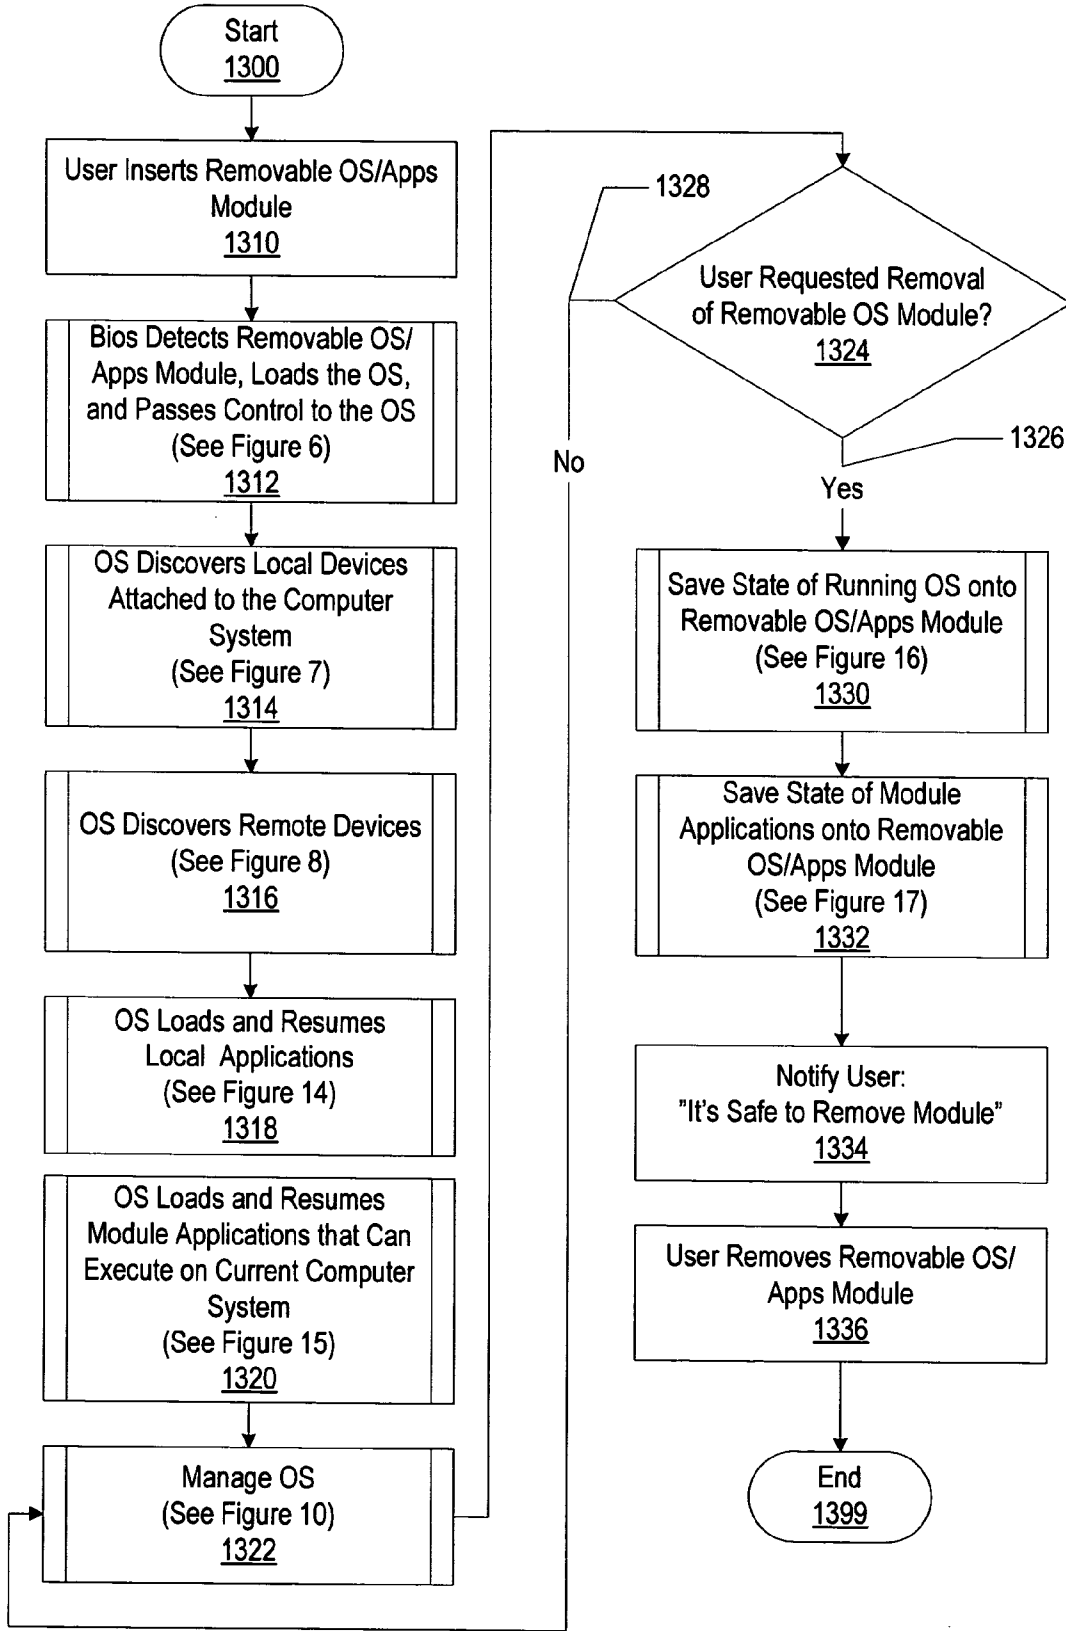 Start
1300
User Inserts Removable OS/Apps
Module
1310
Bios Detects Removable OS/
Apps Module, Loads the OS,
and Passes Control to the OS
(See Figure 6)
1312
OS Discovers Local Devices
Attached to the Computer
System
(See Figure 7)
1314
OS Discovers Remote Devices
(See Figure 8)
1316
OS Loads and Resumes
Local Applications
(See Figure 14)
1318
OS Loads and Resumes
Module Applications that Can
Execute on Current Computer
System
(See Figure 15)
1320
Manage OS
(See Figure 10)
1322
User Requested Removal
of Removable OS Module?
1324
1328
No
1326
Yes
Save State of Running OS onto
Removable OS/Apps Module
(See Figure 16)
1330
Save State of Module
Applications onto Removable
OS/Apps Module
(See Figure 17)
1332
Notify User:
"It's Safe to Remove Module"
1334
User Removes Removable OS/
Apps Module
1336
End
1399